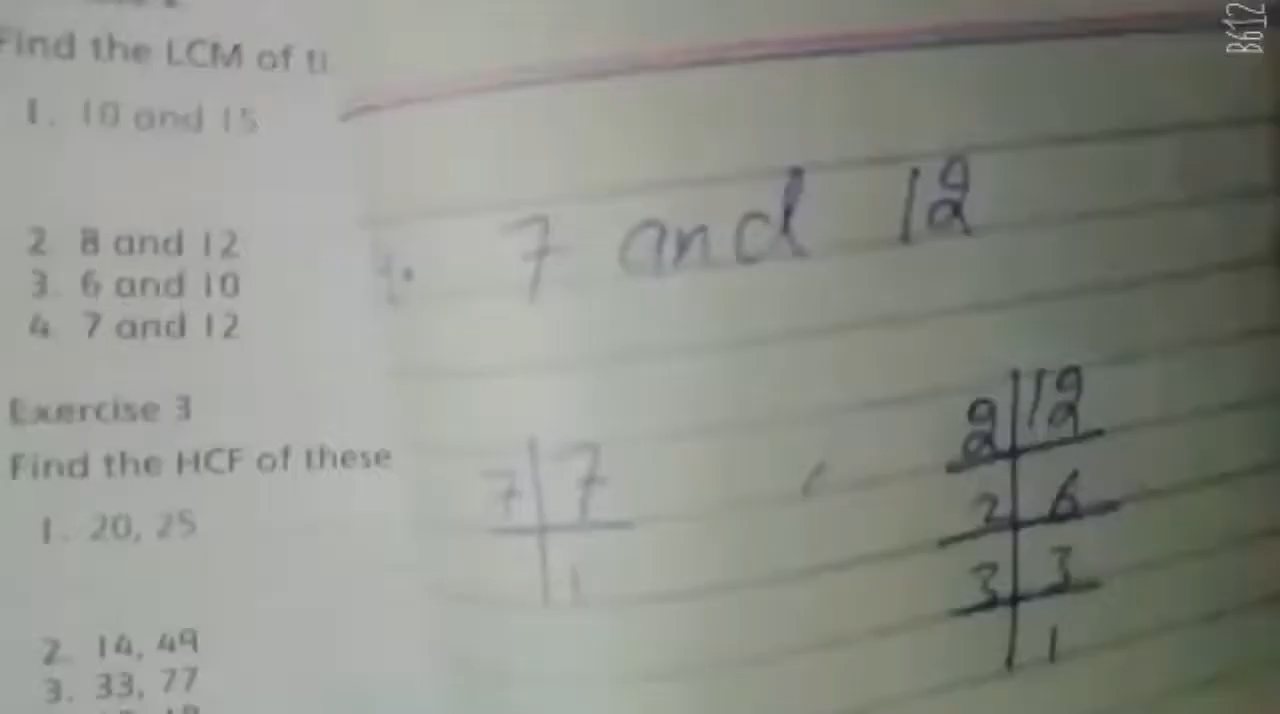 Find the LCM of
1. 10 and 15
2 8 and 12
3. 6 and 10
4 7 and 12
Exercise 3
Find the HCF of these
1. 20, 25
2. 14, 49
3. 33, 77
7 and 12
7 7
1
2 12
2 6
3 3
1
B612